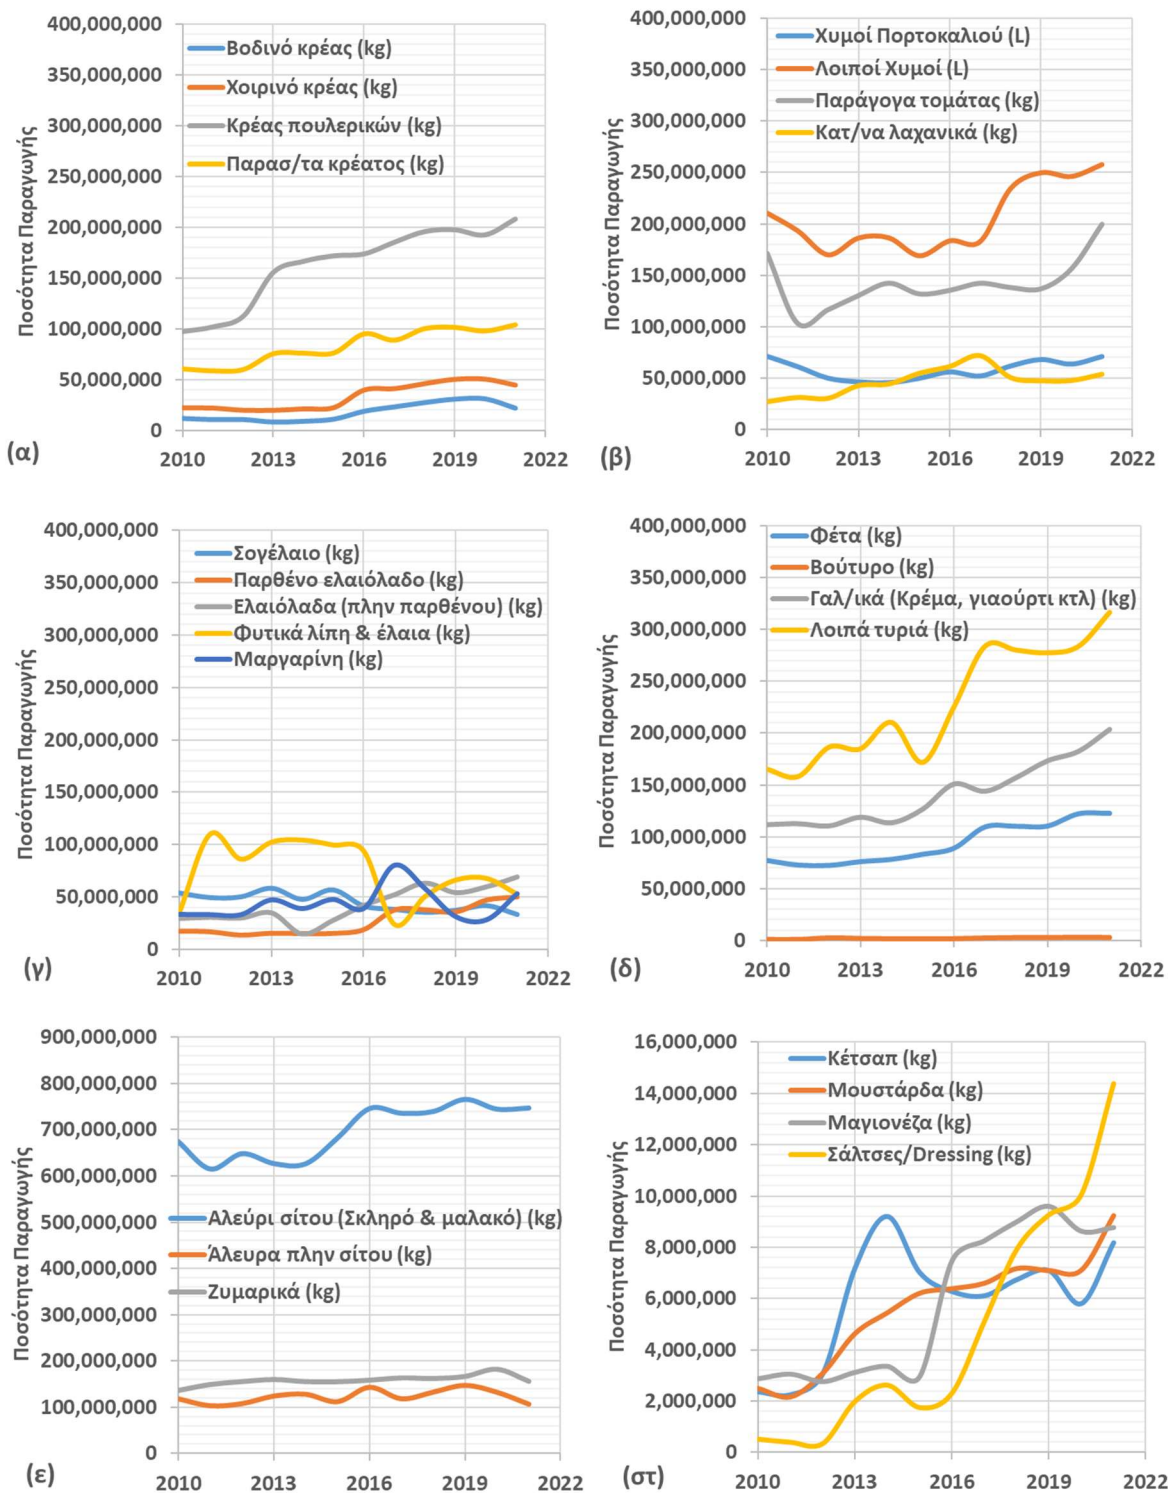 400,000,000
350,000,000
300,000,000
250,000,000
200,000,000
150,000,000
100,000,000
50,000,000
0
Ποσότητα Παραγωγής
Βοδινό κρέας (kg)
Χοιρινό κρέας (kg)
Κρέας πουλερικών (kg)
Παρασ/τα κρέατος (kg)
2010 2013 2016 2019 2022
(α)
400,000,000
350,000,000
300,000,000
250,000,000
200,000,000
150,000,000
100,000,000
50,000,000
0
Ποσότητα Παραγωγής
Χυμοί Πορτοκαλιού (L)
Λοιποί Χυμοί (L)
Παράγογα τομάτας (kg)
Κατ/να λαχανικά (kg)
2010 2013 2016 2019 2022
(β)
400,000,000
350,000,000
300,000,000
250,000,000
200,000,000
150,000,000
100,000,000
50,000,000
0
Ποσότητα Παραγωγής
Σογέλαιο (kg)
Παρθένο ελαιόλαδο (kg)
Ελαιόλαδα (πλην παρθένου) (kg)
Φυτικά λίπη & έλαια (kg)
Μαργαρίνη (kg)
2010 2013 2016 2019 2022
(γ)
400,000,000
350,000,000
300,000,000
250,000,000
200,000,000
150,000,000
100,000,000
50,000,000
0
Ποσότητα Παραγωγής
Φέτα (kg)
Βούτυρο (kg)
Γαλ/ικά (Κρέμα, γιαούρτι κτλ) (kg)
Λοιπά τυριά (kg)
2010 2013 2016 2019 2022
(δ)
900,000,000
800,000,000
700,000,000
600,000,000
500,000,000
400,000,000
300,000,000
200,000,000
100,000,000
0
Ποσότητα Παραγωγής
Αλεύρι σίτου (Σκληρό & μαλακό) (kg)
Άλευρα πλην σίτου (kg)
Ζυμαρικά (kg)
2010 2013 2016 2019 2022
(ε)
16,000,000
14,000,000
12,000,000
10,000,000
8,000,000
6,000,000
4,000,000
2,000,000
0
Ποσότητα Παραγωγής
Κέτσαπ (kg)
Μουστάρδα (kg)
Μαγιονέζα (kg)
Σάλτσες/Dressing (kg)
2010 2013 2016 2019 2022
(στ)